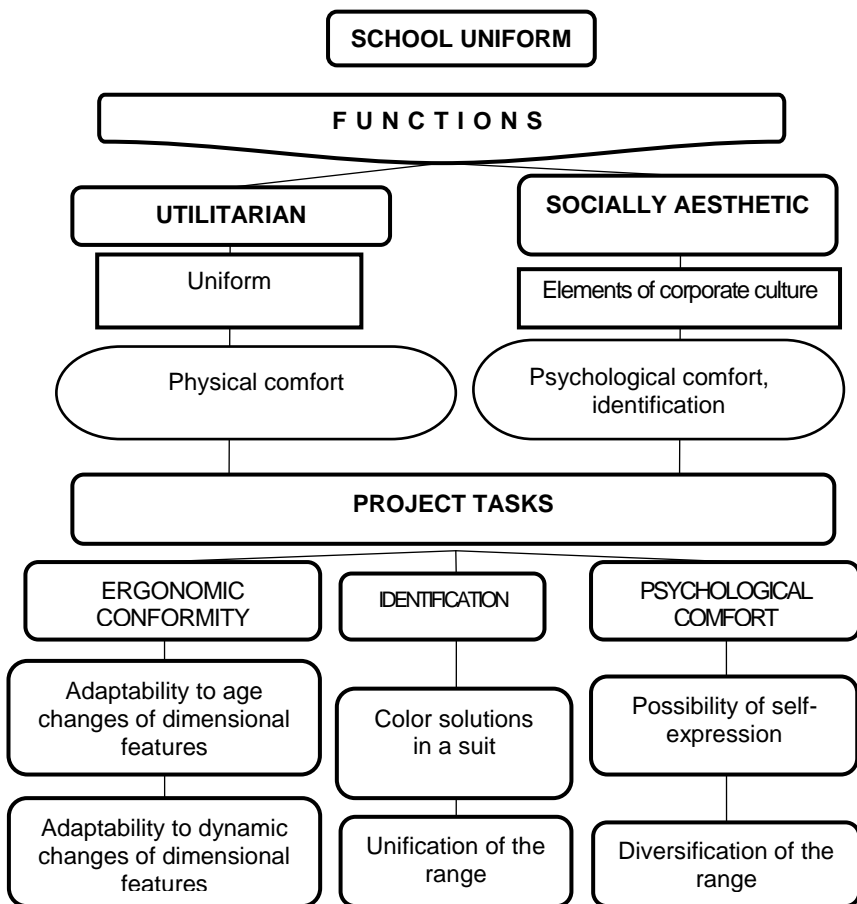 SCHOOL UNIFORM
F U N C T I O N S
UTILITARIAN
SOCIALLY AESTHETIC
Uniform
Elements of corporate culture
Physical comfort
Psychological comfort,
identification
PROJECT TASKS
ERGONOMIC
CONFORMITY
IDENTIFICATION
PSYCHOLOGICAL
COMFORT
Adaptability to age
changes of dimensional
features
Color solutions
in a suit
Possibility of self-
expression
Adaptability to dynamic
changes of dimensional
features
Unification of the
range
Diversification of the
range